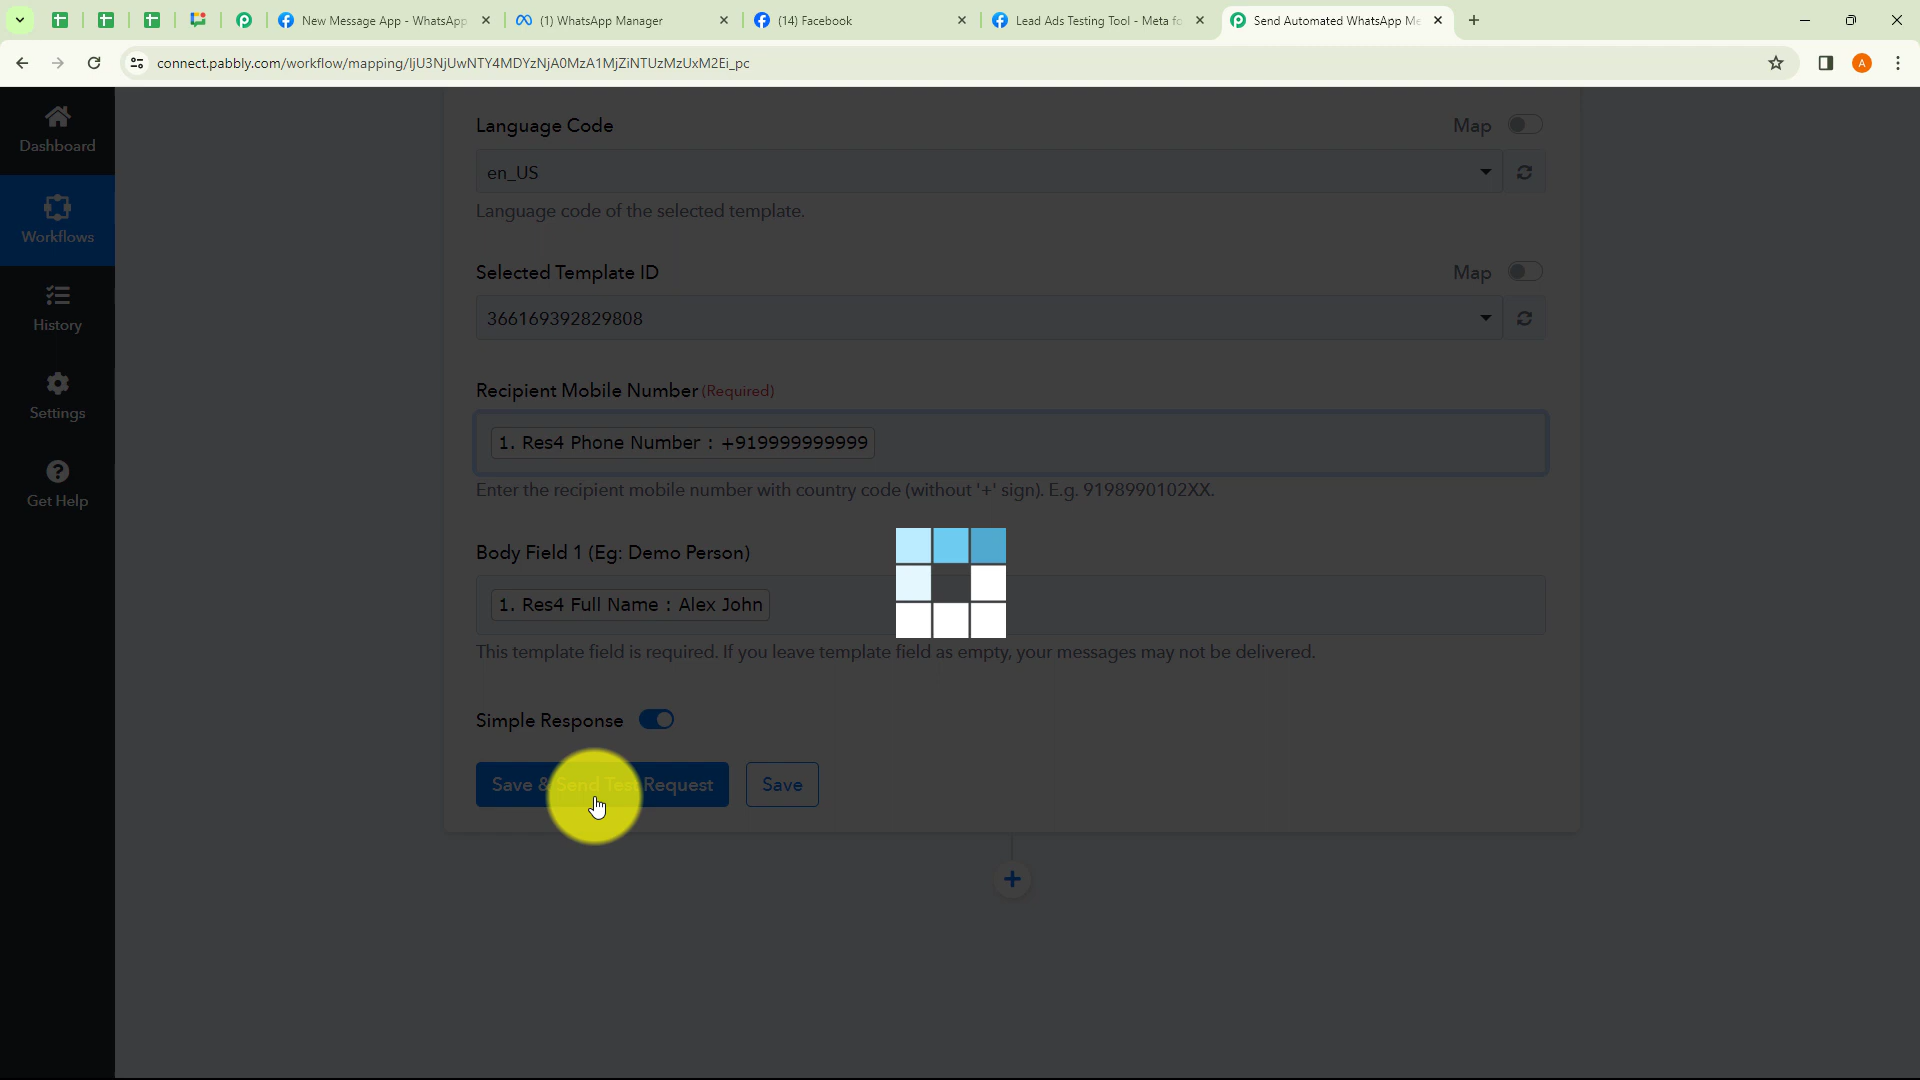 New Message App - WhatsApp
(1) WhatsApp Manager
(14) Facebook
Lead Ads Testing Tool - Meta fo
Send Automated WhatsApp Me
connect.pabbly.com/workflow/mapping/IjU3NjUwNTY4MDYzNjA0MzA1MjZiNTUzMzUxM2Ei_pc
A
Dashboard
Workflows
History
Settings
Get Help
Language Code
Map
en_US
Language code of the selected template.
Selected Template ID
Map
366169392829808
Recipient Mobile Number (Required)
1. Res4 Phone Number : +919999999999
Enter the recipient mobile number with country code (without '+' sign). E.g. 9198990102XX.
Body Field 1 (Eg: Demo Person)
1. Res4 Full Name : Alex John
This template field is required. If you leave template field as empty, your messages may not be delivered.
Simple Response
Save & Send Test Request
Save